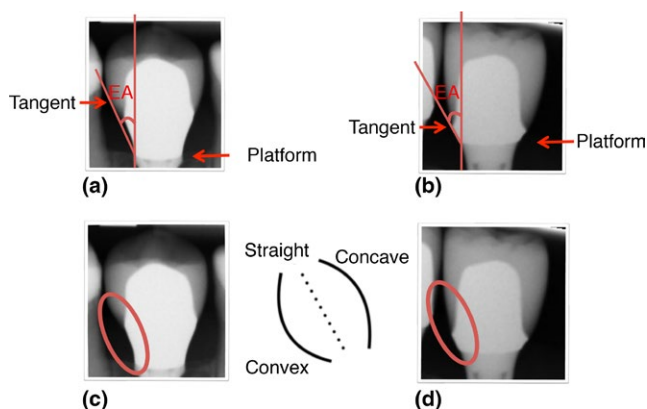 EA
Tangent
Platform
(a)
EA
Tangent
Platform
(b)
Straight
Concave
Convex
(c)
(d)